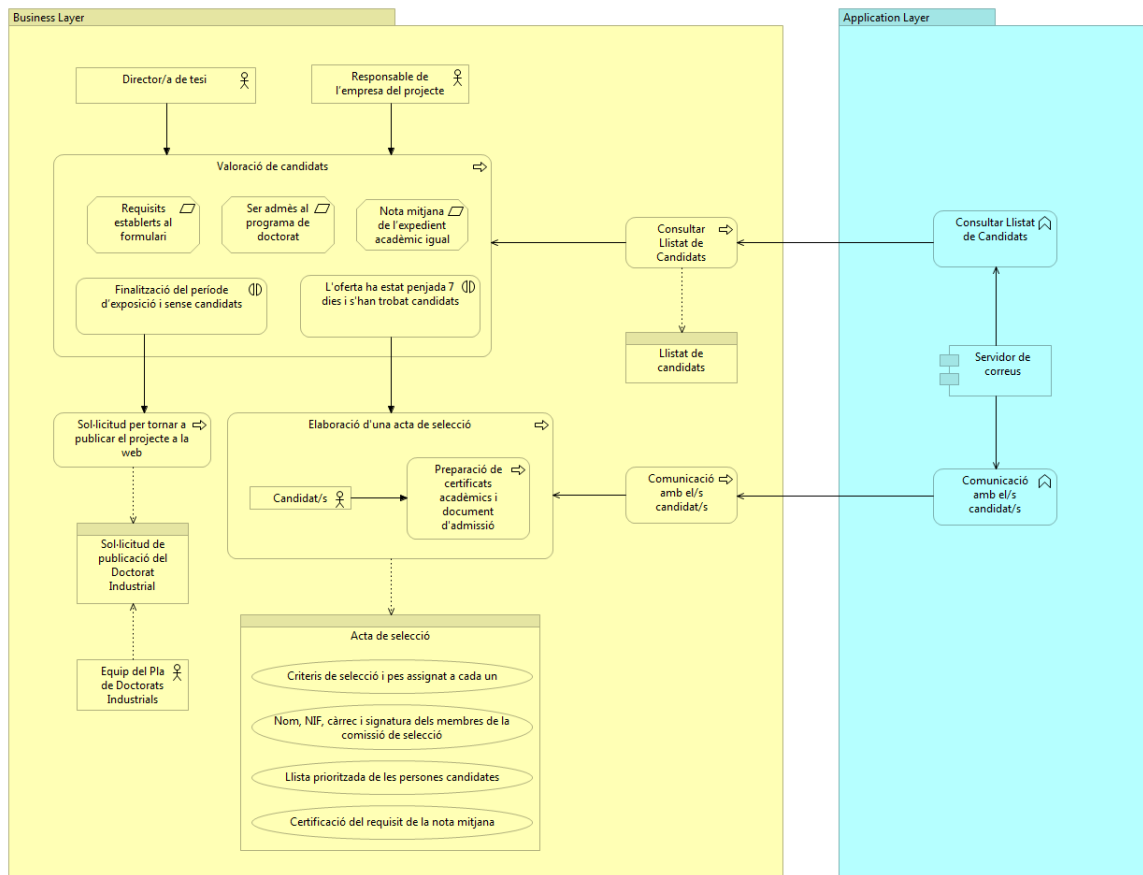 Business Layer
Application Layer
Director/a de tesi
Responsable de
l'empresa del projecte
Valoració de candidats
Requisits
establerts al
formulari
Ser admès al
programa de
doctorat
Nota mitjana
de l'expedient
acadèmic igual
Finalització del període
d'exposició i sense candidats
L'oferta ha estat penjada 7
dies i s'han trobat candidats
Consultar
Llistat de
Candidats
Consultar Llistat
de Candidats
Llistat de
candidats
Servidor de
correus
Sol·licitud per tornar a
publicar el projecte a la
web
Elaboració d'una acta de selecció
Candidat/s
Preparació de
certificats
acadèmics i
document
d'admissió
Comunicació
amb el/s
candidat/s
Comunicació
amb el/s
candidat/s
Sol·licitud de
publicació del
Doctorat
Industrial
Equip del Pla
de Doctorats
Industrials
Acta de selecció
Criteris de selecció i pes assignat a cada un
Nom, NIF, càrrec i signatura dels membres de la
comissió de selecció
Llista prioritzada de les persones candidates
Certificació del requisit de la nota mitjana